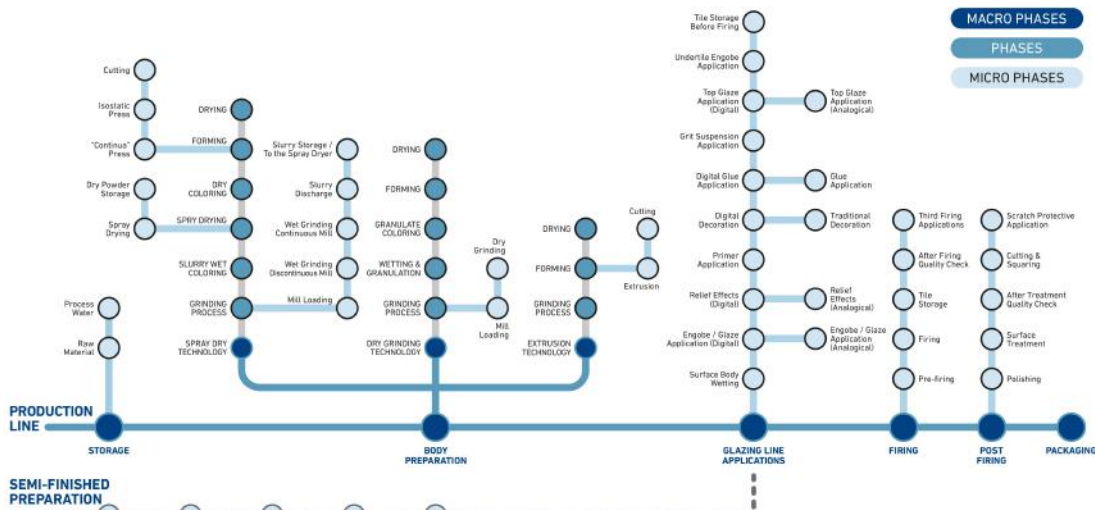 MACRO PHASES
PHASES
MICRO PHASES
Cutting
Isostatic
Press
"Continua"
Press
Dry Powder
Storage
Spray
Drying
Process
Water
Raw
Material
DRYING
FORMING
DRY
COLORING
SPRY DRYING
SLURRY WET
COLORING
GRINDING
PROCESS
SPRAY DRY
TECHNOLOGY
Slurry Storage /
To the Spray Dryer
Slurry
Discharge
Wet Grinding
Continuous Mill
Wet Grinding
Discontinuous Mill
Mill Loading
DRYING
FORMING
GRANULATE
COLORING
WETTING &
GRANULATION
GRINDING
PROCESS
DRY GRINDING
TECHNOLOGY
Dry
Grinding
Mill
Loading
DRYING
FORMING
GRINDING
PROCESS
EXTRUSION
TECHNOLOGY
Cutting
Extrusion
Tile Storage
Before Firing
Undertile Engobe
Application
Top Glaze
Application
(Digital)
Top Glaze
Application
(Analogical)
Grit Suspension
Application
Digital Glue
Application
Glue
Application
Digital
Decoration
Traditional
Decoration
Primer
Application
Relief Effects
(Digital)
Relief
Effects
(Analogical)
Engobe / Glaze
Application (Digital)
Engobe / Glaze
Application
(Analogical)
Surface Body
Wetting
Third Firing
Applications
After Firing
Quality Check
Tile
Storage
Firing
Pre-firing
Scratch Protective
Application
Cutting &
Squaring
After Treatment
Quality Check
Surface
Treatment
Polishing
PRODUCTION
LINE
STORAGE
BODY
PREPARATION
GLAZING LINE
APPLICATIONS
FIRING
POST
FIRING
PACKAGING
SEMI-FINISHED
PREPARATION